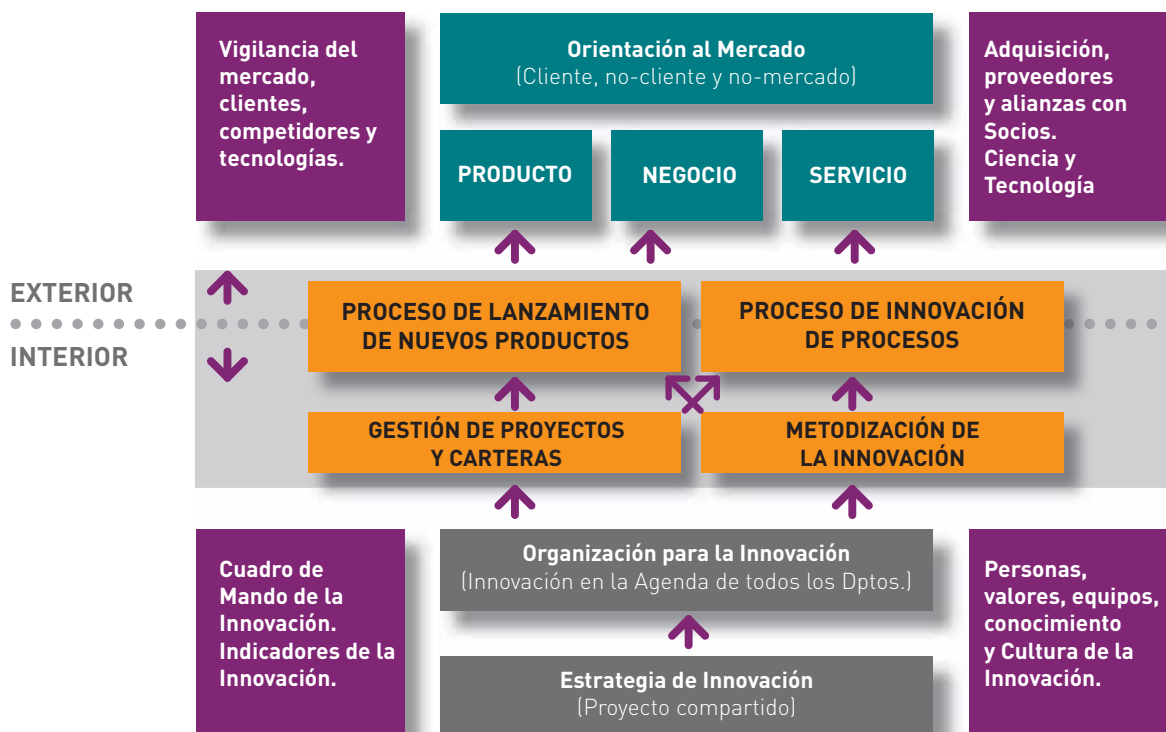 Vigilancia del
mercado,
clientes,
competidores y
tecnologías.
Orientación al Mercado
(Cliente, no-cliente y no-mercado)
PRODUCTO
NEGOCIO
SERVICIO
Adquisición,
proveedores
y alianzas con
Socios.
Ciencia y
Tecnología
EXTERIOR
INTERIOR
PROCESO DE LANZAMIENTO
DE NUEVOS PRODUCTOS
PROCESO DE INNOVACIÓN
DE PROCESOS
GESTIÓN DE PROYECTOS
Y CARTERAS
METODIZACIÓN DE
LA INNOVACIÓN
Cuadro de
Mando de la
Innovación.
Indicadores de la
Innovación.
Organización para la Innovación
(Innovación en la Agenda de todos los Dptos.)
Estrategia de Innovación
(Proyecto compartido)
Personas,
valores, equipos,
conocimiento
y Cultura de la
Innovación.